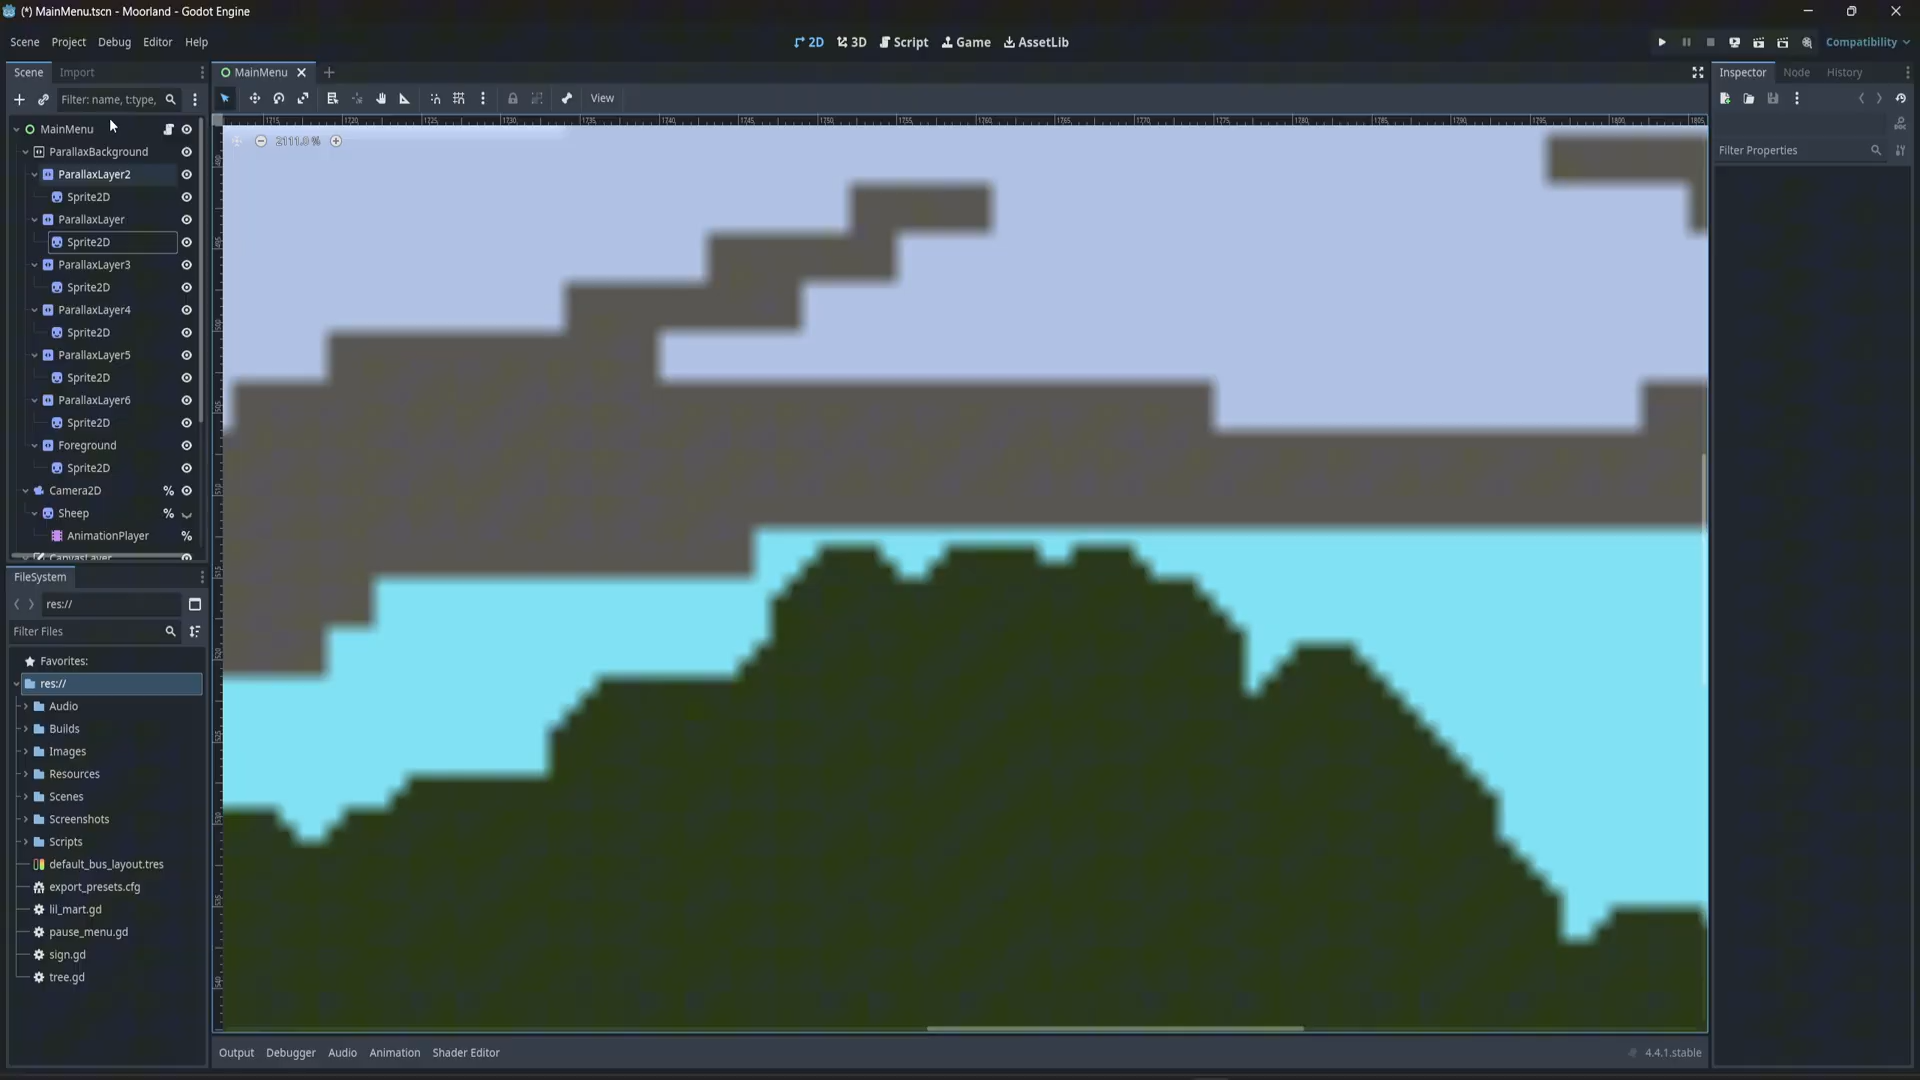 (*) MainMenu.tscn - Moorland - Godot Engine
Scene Project Debug Editor Help
2D 3D Script Game AssetLib
Compatibility
Scene Import
MainMenu
Inspector Node History
Filter: name, t:type,
View
MainMenu
2111.0 %
Filter Properties
ParallaxBackground
ParallaxLayer2
Sprite2D
ParallaxLayer
Sprite2D
ParallaxLayer3
Sprite2D
ParallaxLayer4
Sprite2D
ParallaxLayer5
Sprite2D
ParallaxLayer6
Sprite2D
Foreground
Sprite2D
Camera2D
Sheep
AnimationPlayer
CanvasLayer
FileSystem
res://
Filter Files
Favorites:
res://
Audio
Builds
Images
Resources
Scenes
Screenshots
Scripts
default_bus_layout.tres
export_presets.cfg
lil_mart.gd
pause_menu.gd
sign.gd
tree.gd
Output Debugger Audio Animation Shader Editor
4.4.1.stable